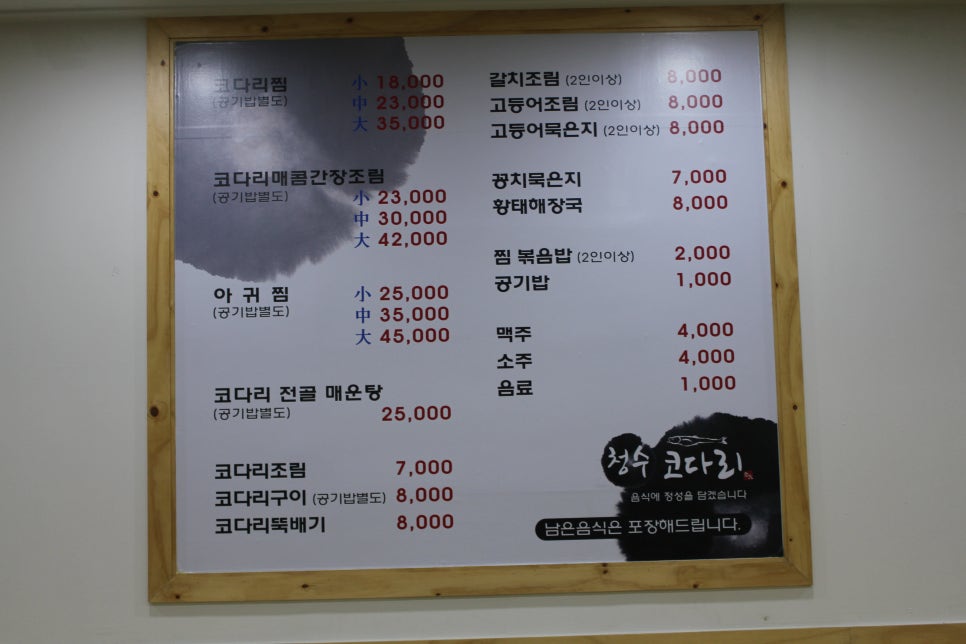 코다리찜 小 18,000
(공기밥별도) 中 23,000
大 35,000
코다리매콤간장조림
(공기밥별도) 小 23,000
中 30,000
大 42,000
아 귀 찜 小 25,000
(공기밥별도) 中 35,000
大 45,000
코다리 전골 매운탕
(공기밥별도) 25,000
코다리조림 7,000
코다리구이 (공기밥별도) 8,000
코다리뚝배기 8,000
갈치조림 (2인이상) 8,000
고등어조림 (2인이상) 8,000
고등어묵은지 (2인이상) 8,000
꽁치묵은지 7,000
황태해장국 8,000
찜 볶음밥 (2인이상) 2,000
공기밥 1,000
맥주 4,000
소주 4,000
음료 1,000
청수 코다리
음식에 정성을 담겠습니다
남은음식은 포장해드립니다.